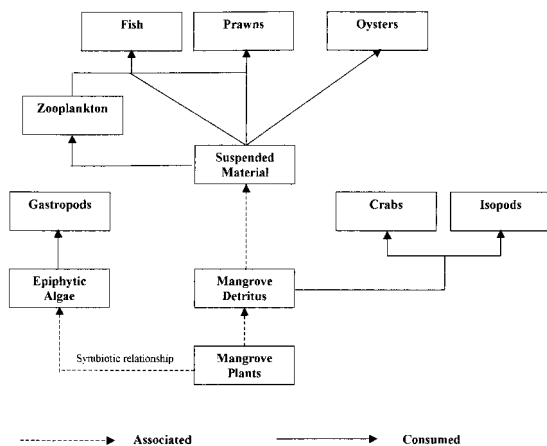 Fish
Prawns
Oysters
Zooplankton
Suspended
Material
Gastropods
Crabs
Isopods
Epiphytic
Algae
Mangrove
Detritus
Symbiotic relationship
Mangrove
Plants
Associated
Consumed